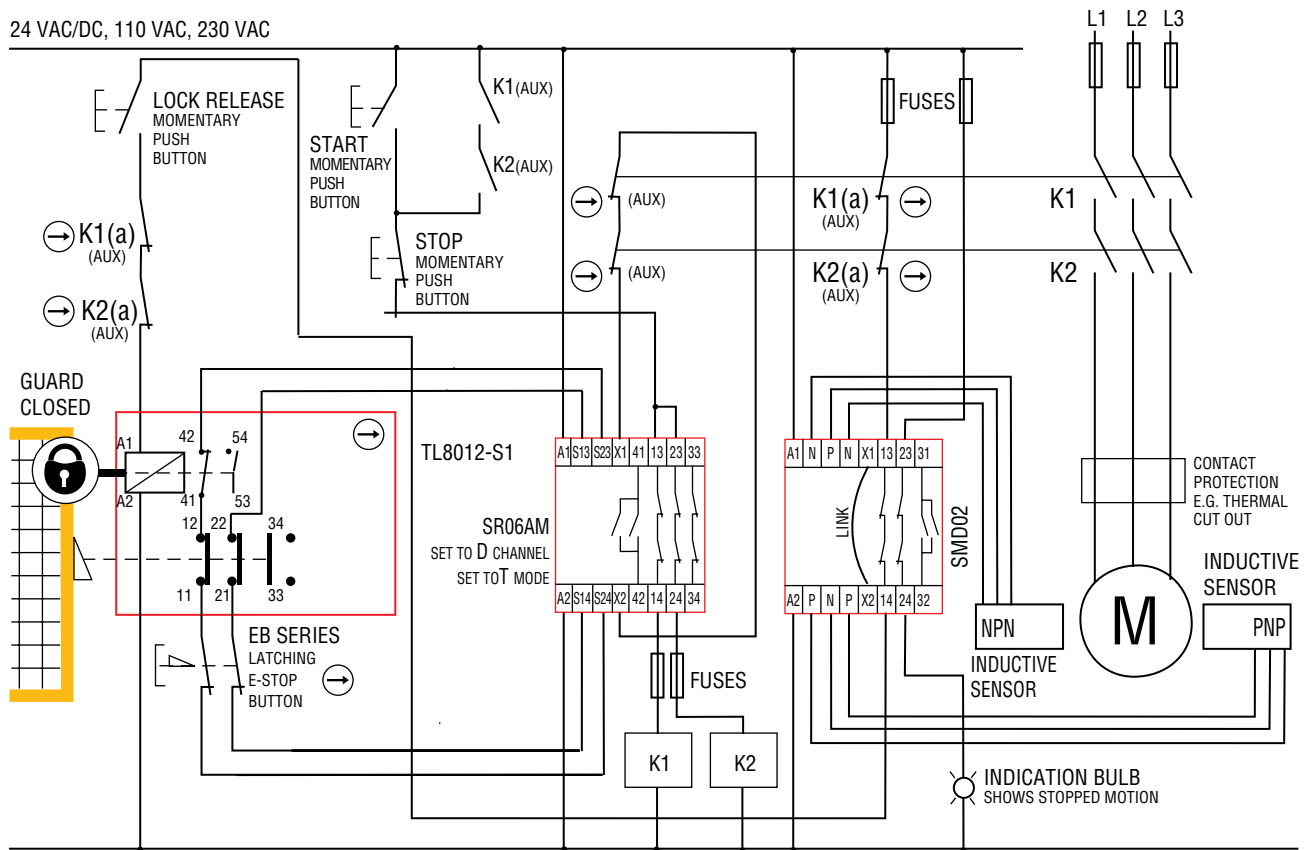 24 VAC/DC, 110 VAC, 230 VAC
L1 L2 L3
LOCK RELEASE
MOMENTARY
PUSH
BUTTON
START
MOMENTARY
PUSH
BUTTON
K1(AUX)
K2(AUX)
STOP
MOMENTARY
PUSH
BUTTON
(AUX)
(AUX)
FUSES
K1(a)
(AUX)
K2(a)
(AUX)
K1
K2
K1(a)
(AUX)
K2(a)
(AUX)
GUARD
CLOSED
A1
A2
42 54
41 53
12 22 34
11 21 33
TL8012-S1
A1 S13 S23 X1 41 13 23 33
SR06AM
SET TO D CHANNEL
SET TOT MODE
A2 S14 S24 X2 42 14 24 34
A1 N P N X1 13 23 31
LINK
SMD02
A2 P N P X2 14 24 32
CONTACT
PROTECTION
E.G. THERMAL
CUT OUT
M
INDUCTIVE
SENSOR
PNP
NPN
INDUCTIVE
SENSOR
EB SERIES
LATCHING
E-STOP
BUTTON
FUSES
K1 K2
INDICATION BULB
SHOWS STOPPED MOTION